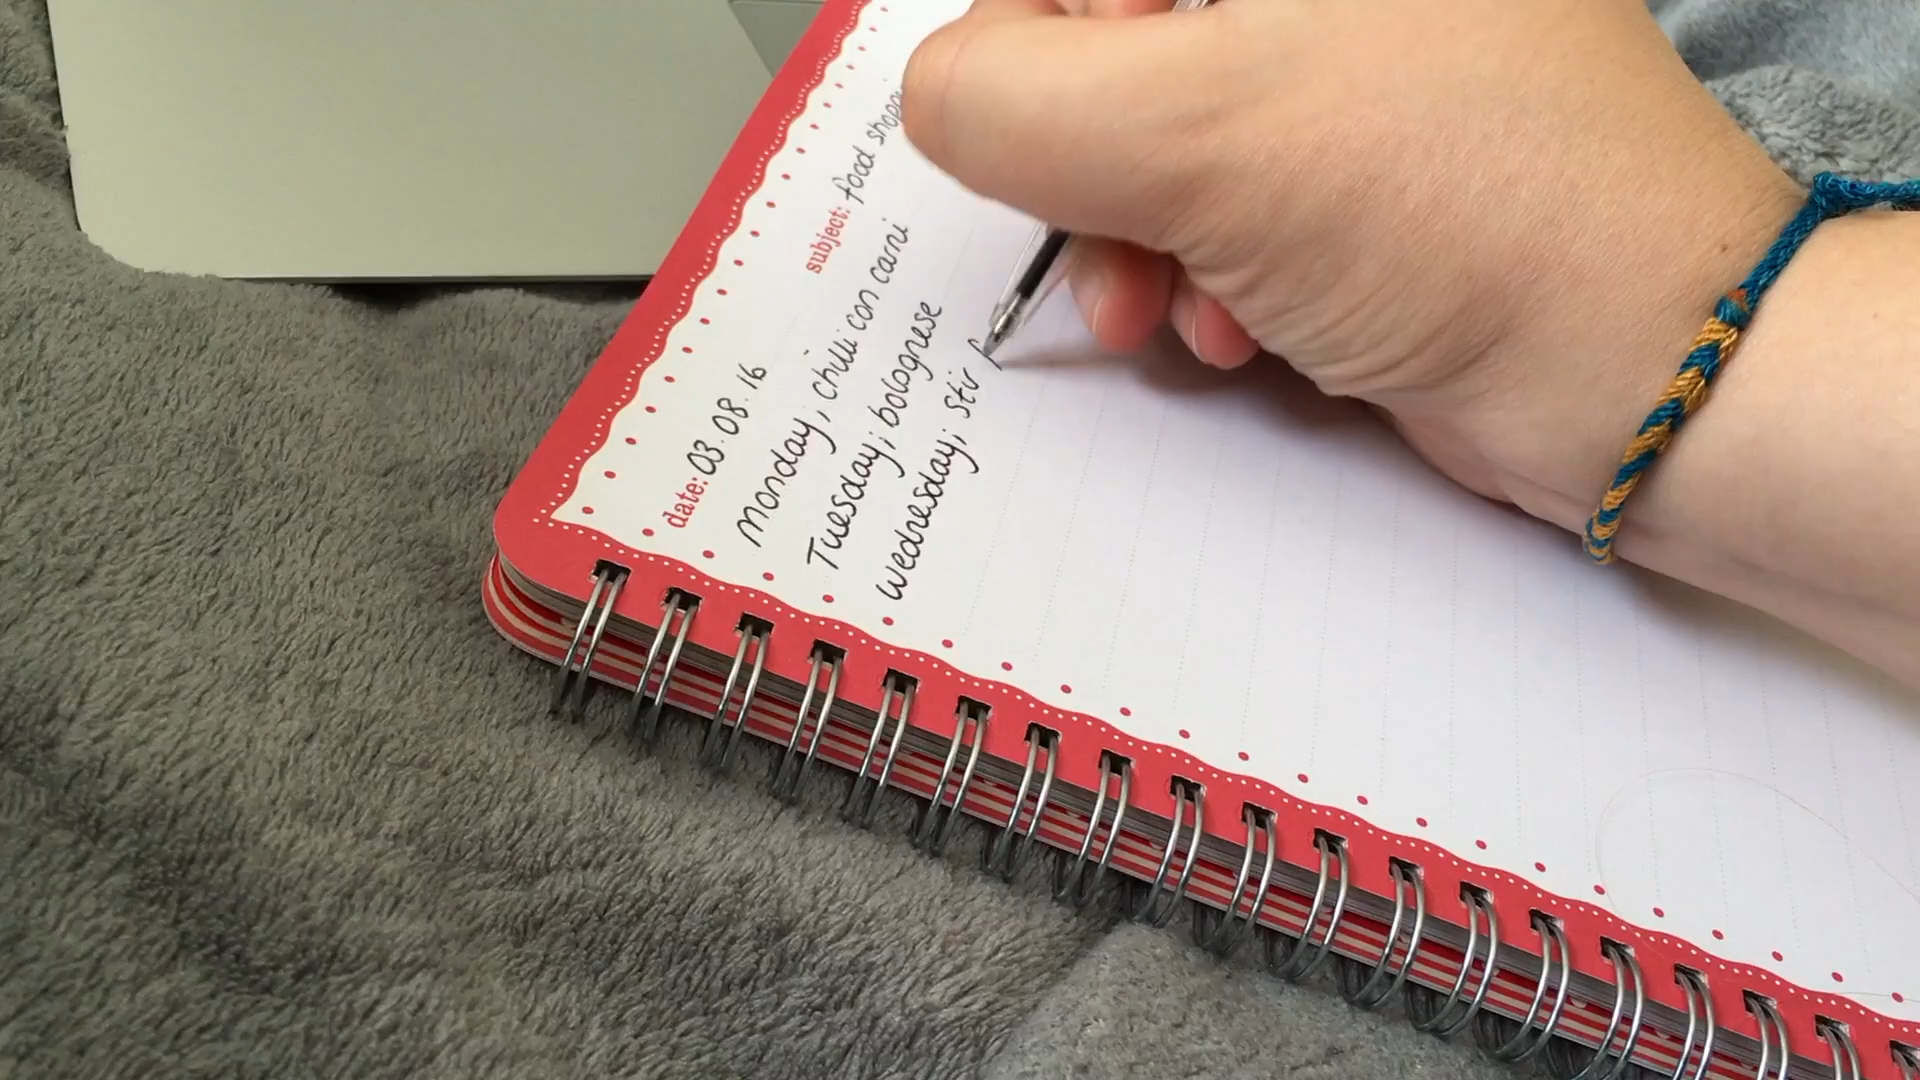 date: 03.08.16
subject: food shopp
monday; chilli con carni
Tuesday; bolognese
wednesday; stir f